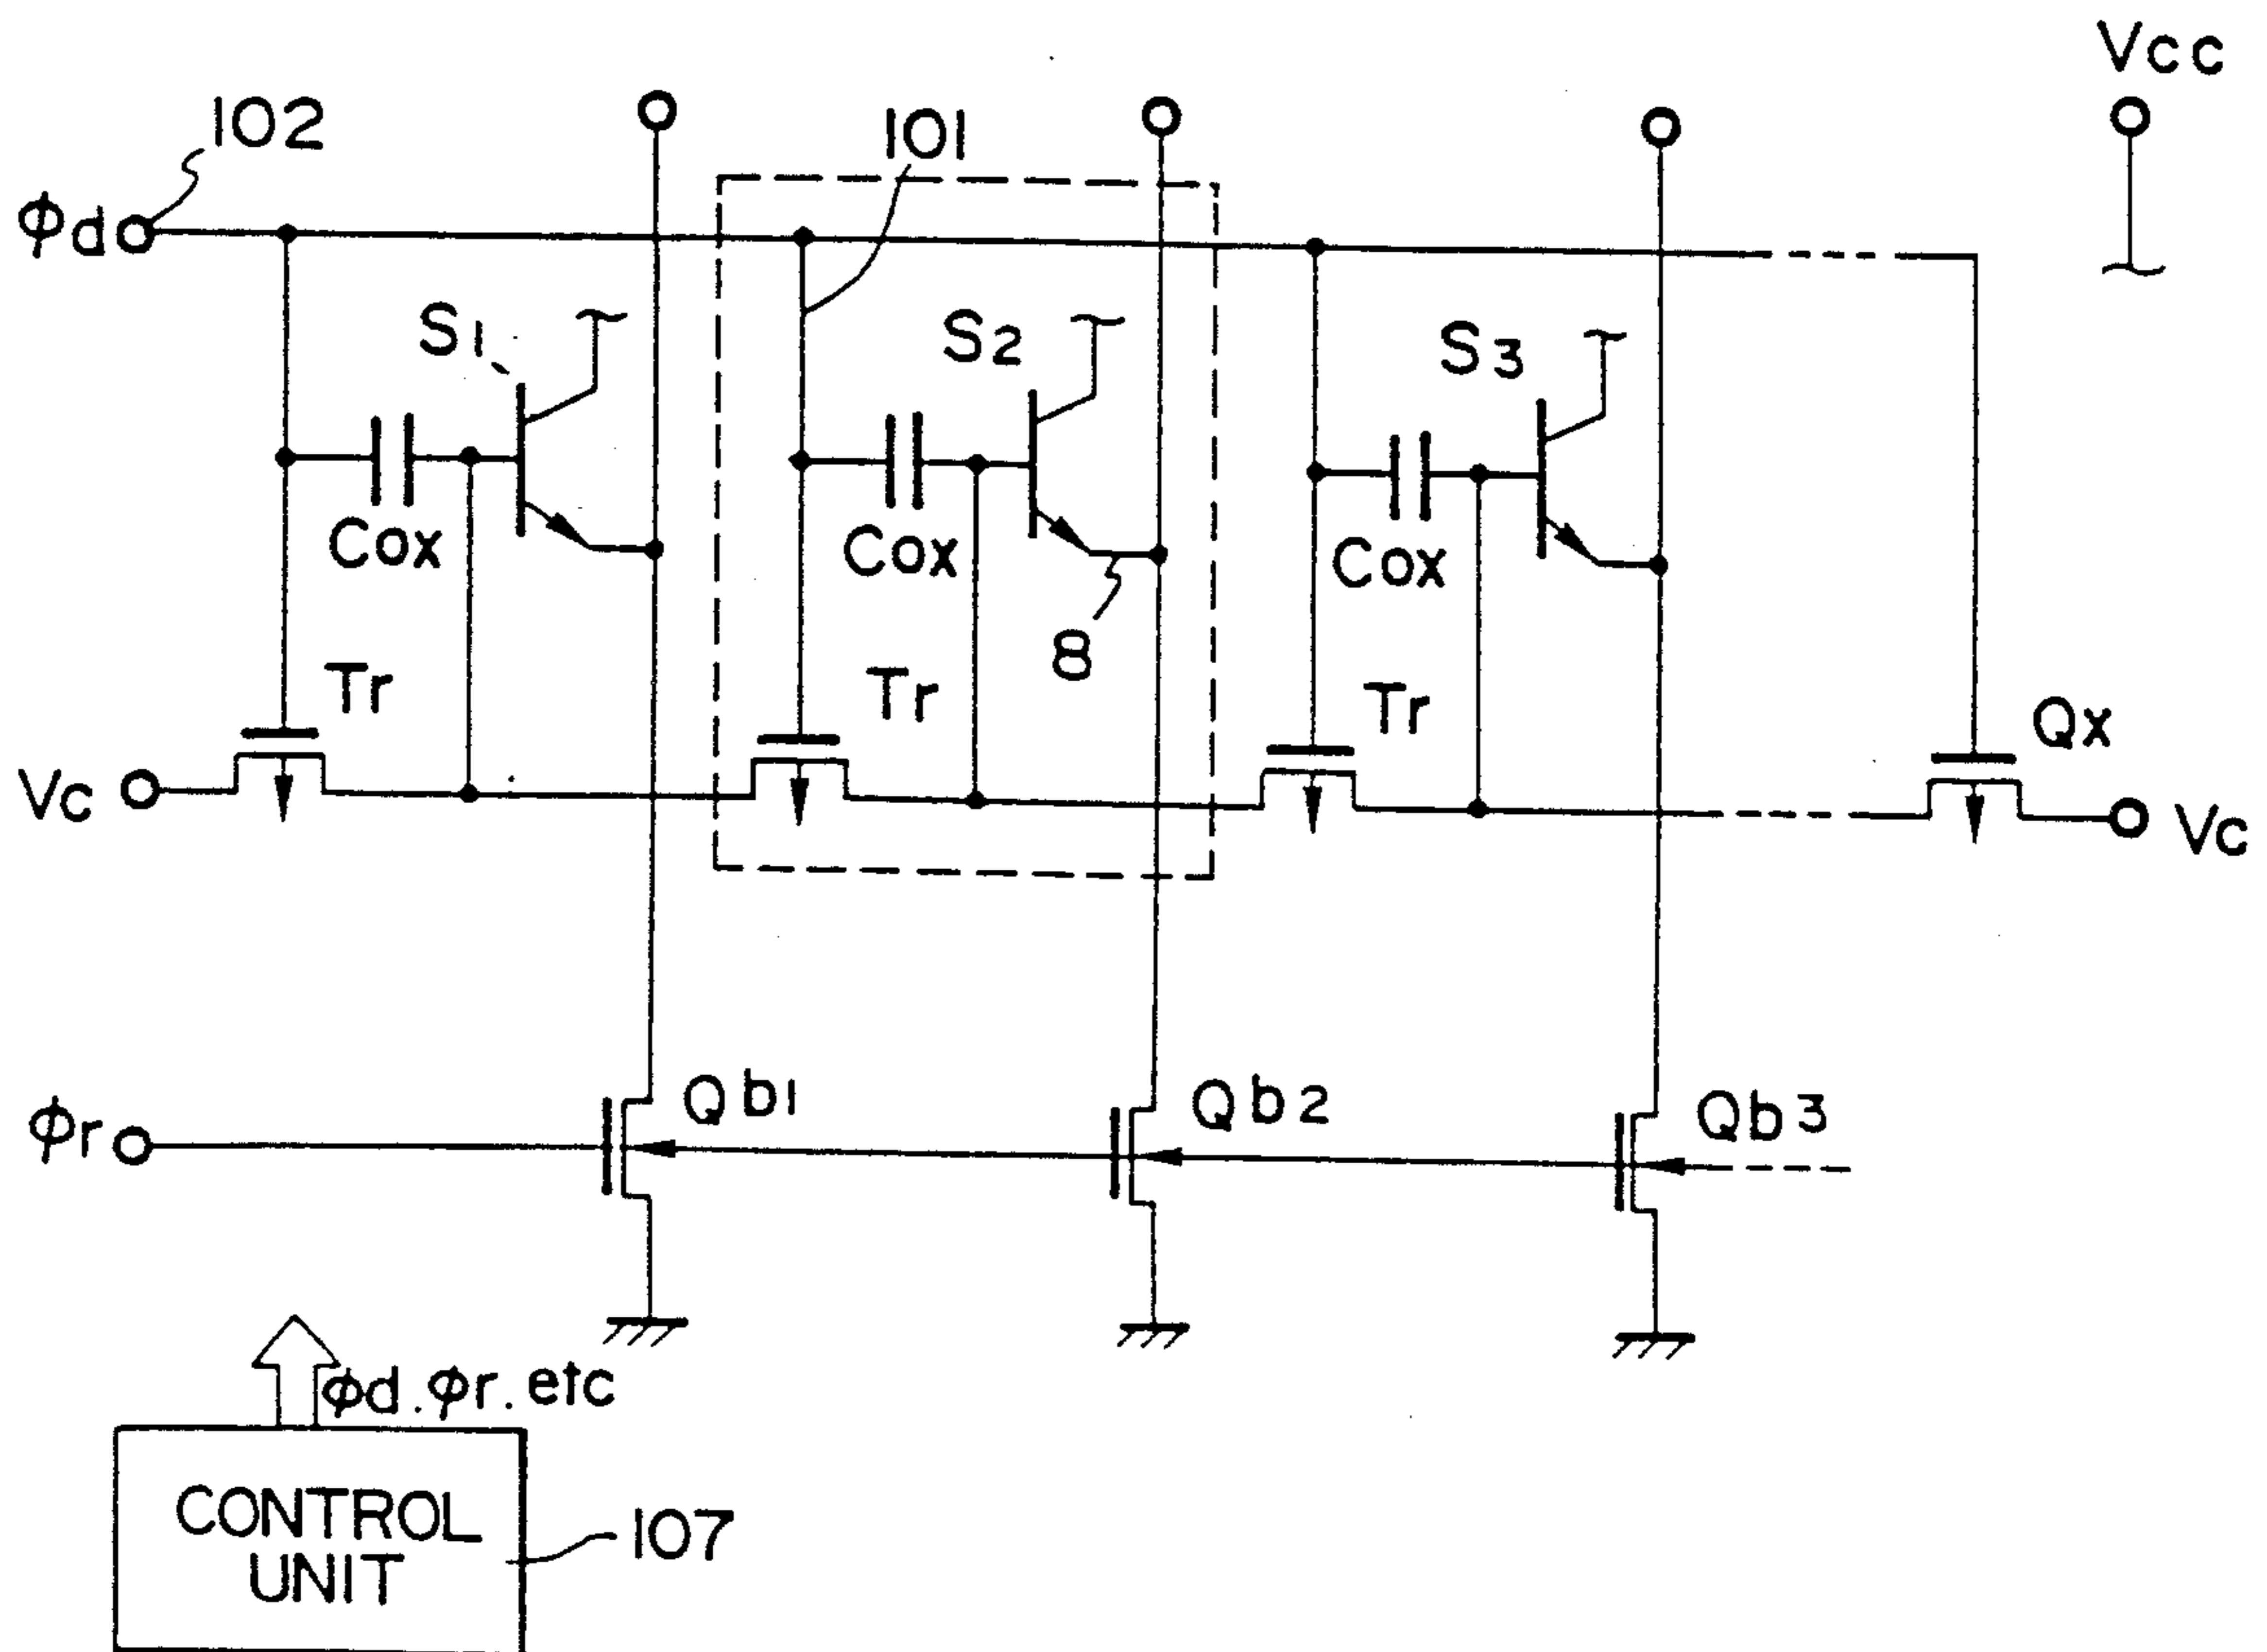 Vcc
102
101
φd
S1
S2
S3
Cox
Cox
Cox
8
Tr
Tr
Tr
Qx
Vc
Vc
φr
Qb1
Qb2
Qb3
φd.φr.etc
CONTROL
UNIT
107